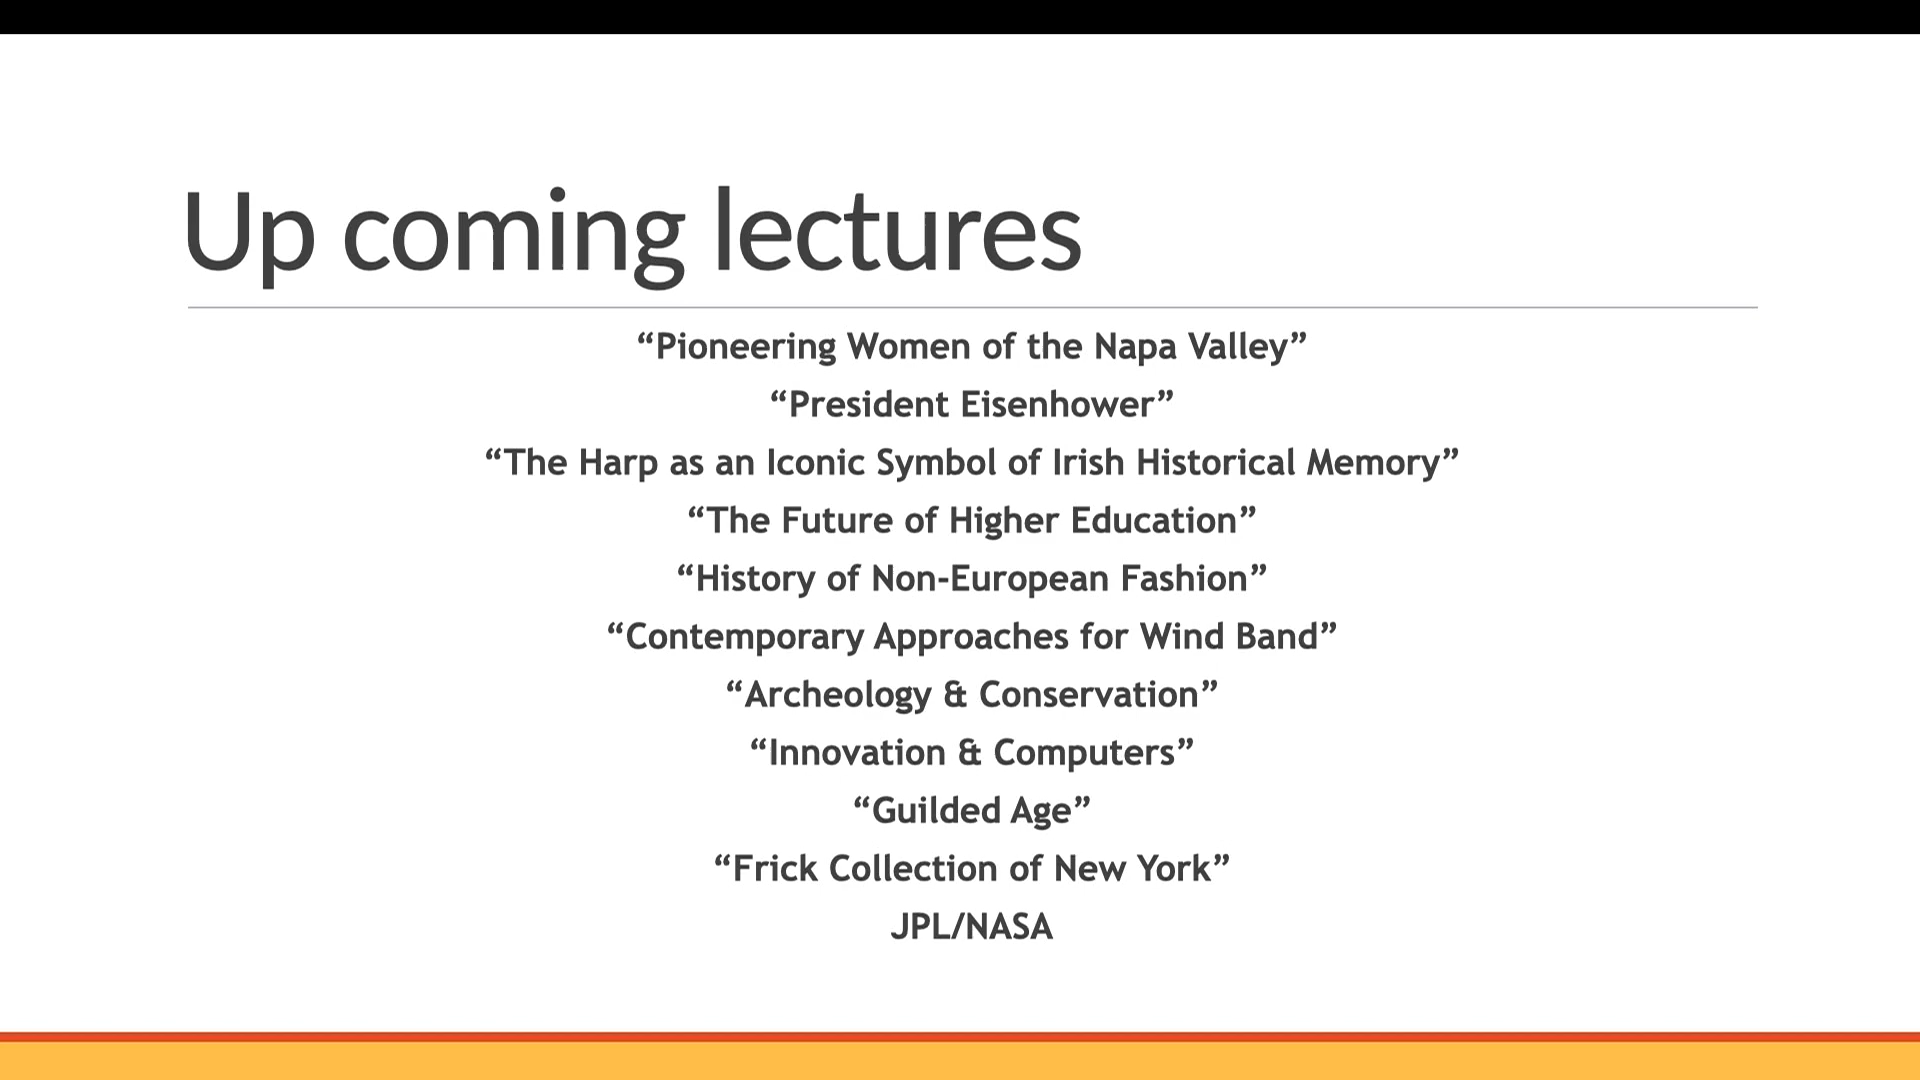 Up coming lectures
“Pioneering Women of the Napa Valley”
“President Eisenhower”
“The Harp as an Iconic Symbol of Irish Historical Memory”
“The Future of Higher Education”
“History of Non-European Fashion”
“Contemporary Approaches for Wind Band”
“Archeology & Conservation”
“Innovation & Computers”
“Guilded Age”
“Frick Collection of New York”
JPL/NASA